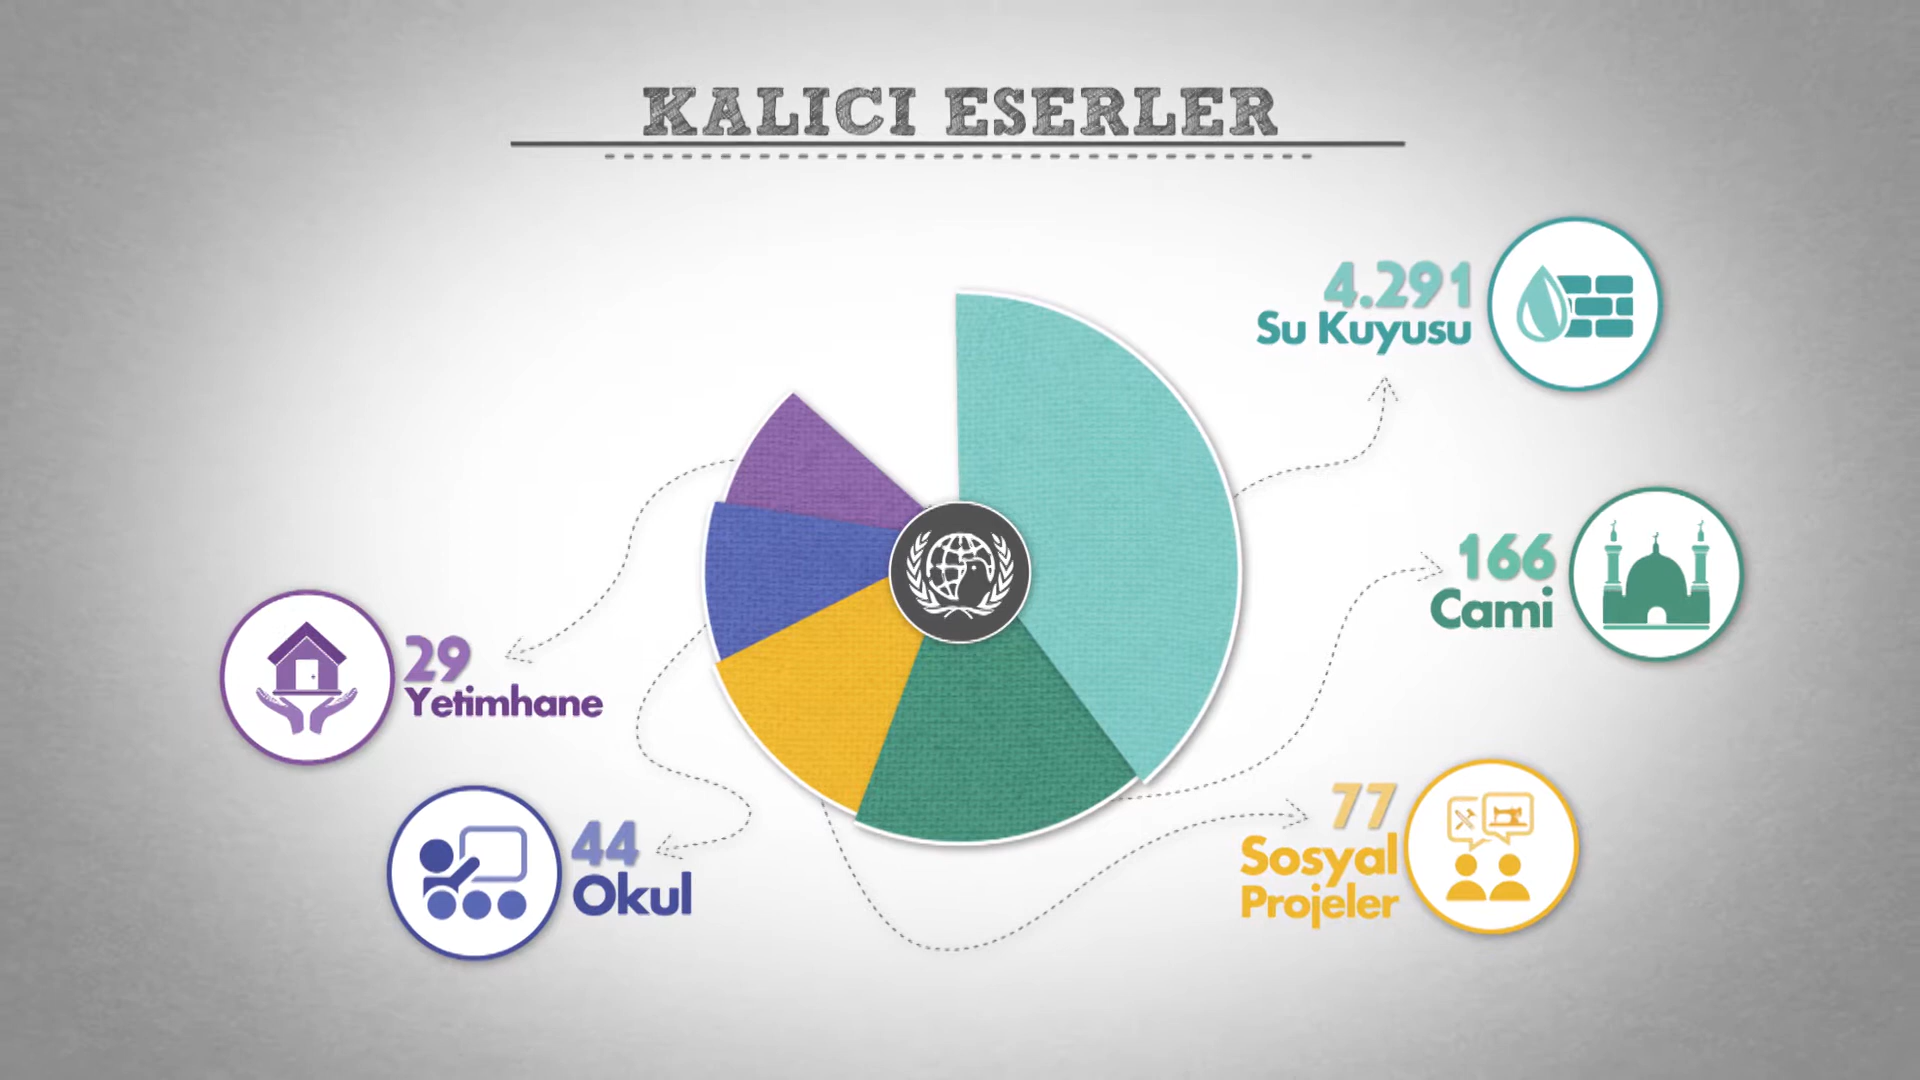 KALICI ESERLER
4.291
Su Kuyusu
166
Cami
77
Sosyal
Projeler
29
Yetimhane
44
Okul